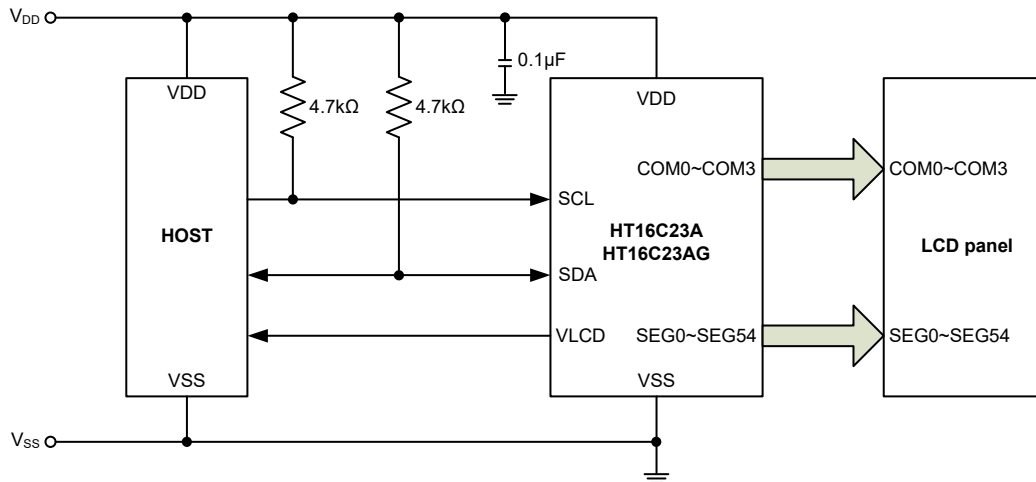 VDD
0.1µF
VDD
4.7kΩ
4.7kΩ
VDD
COM0~COM3
COM0~COM3
SCL
HOST
HT16C23A
HT16C23AG
LCD panel
SDA
VLCD
SEG0~SEG54
SEG0~SEG54
VSS
VSS
VSS